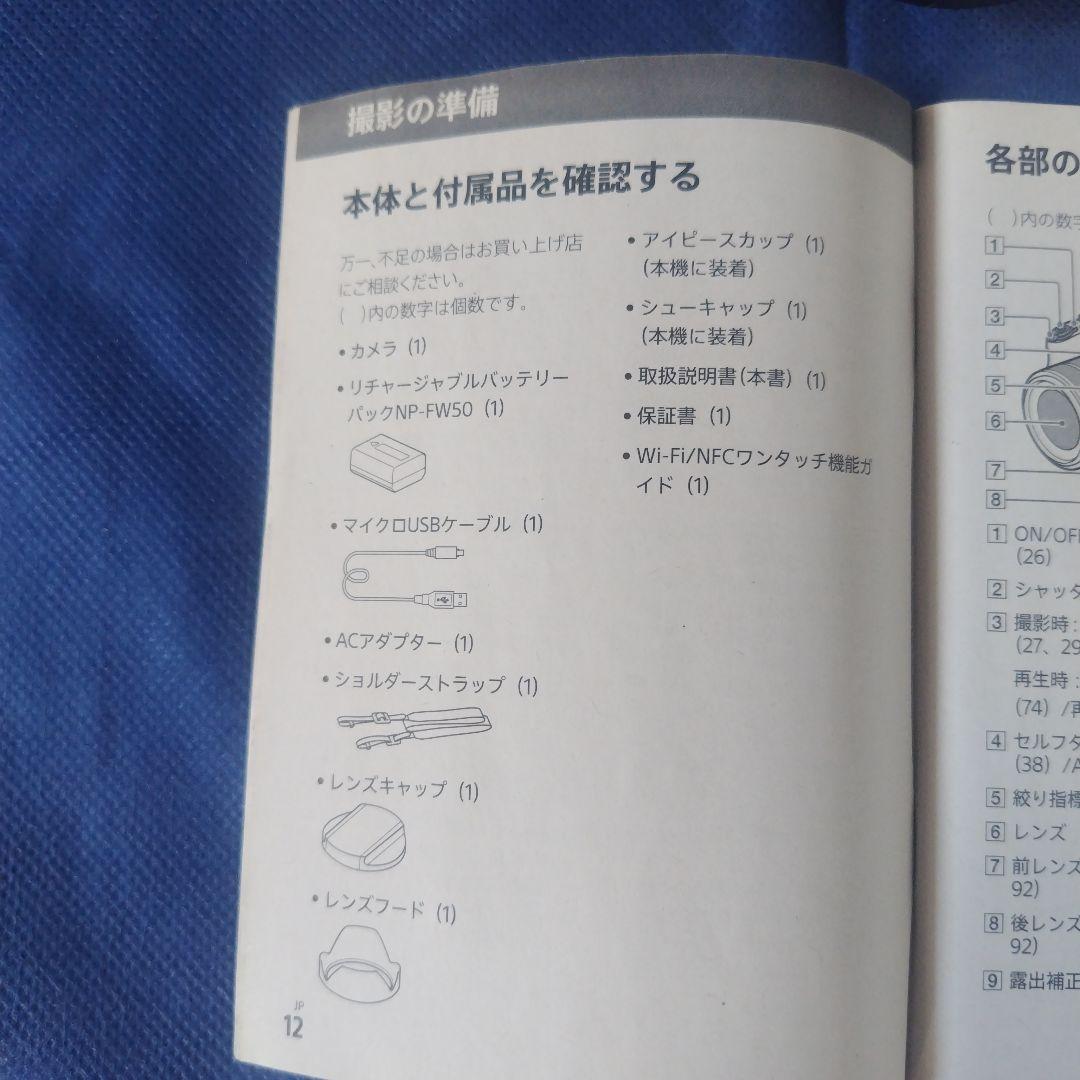 撮影の準備
本体と付属品を確認する
万一、不足の場合はお買い上げ店
にご相談ください。
(　)内の数字は個数です。
• カメラ (1)
• リチャージャブルバッテリー
パックNP-FW50 (1)
• マイクロUSBケーブル (1)
• ACアダプター (1)
• ショルダーストラップ (1)
• レンズキャップ (1)
• レンズフード (1)
• アイピースカップ (1)
(本機に装着)
• シューキャップ (1)
(本機に装着)
• 取扱説明書(本書) (1)
• 保証書 (1)
• Wi-Fi/NFCワンタッチ機能ガ
イド (1)
JP
12
各部の
(　)内の数字
1
2
3
4
5
6
7
8
1 ON/OF
(26)
2 シャッタ
3 撮影時:
(27、29
再生時:
(74) /再
4 セルフタ
(38) /A
5 絞り指標
6 レンズ
7 前レンズ
92)
8 後レンズ
92)
9 露出補正